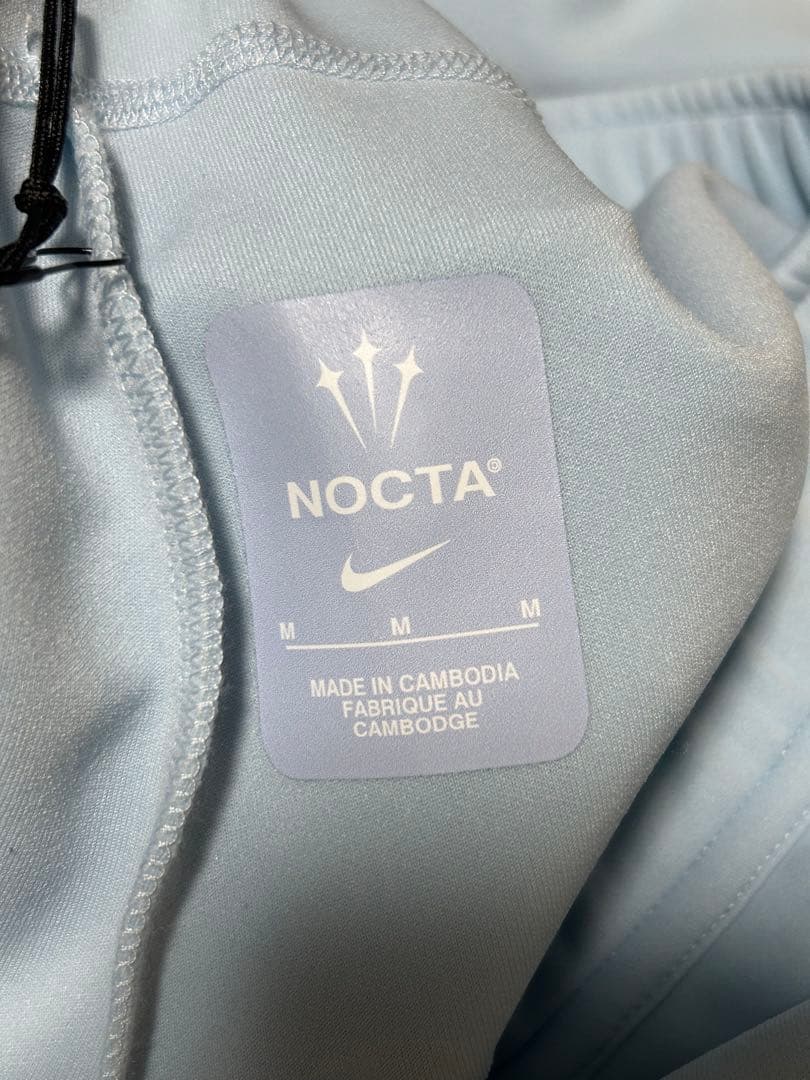 NOCTA®
M M M
MADE IN CAMBODIA
FABRIQUE AU
CAMBODGE